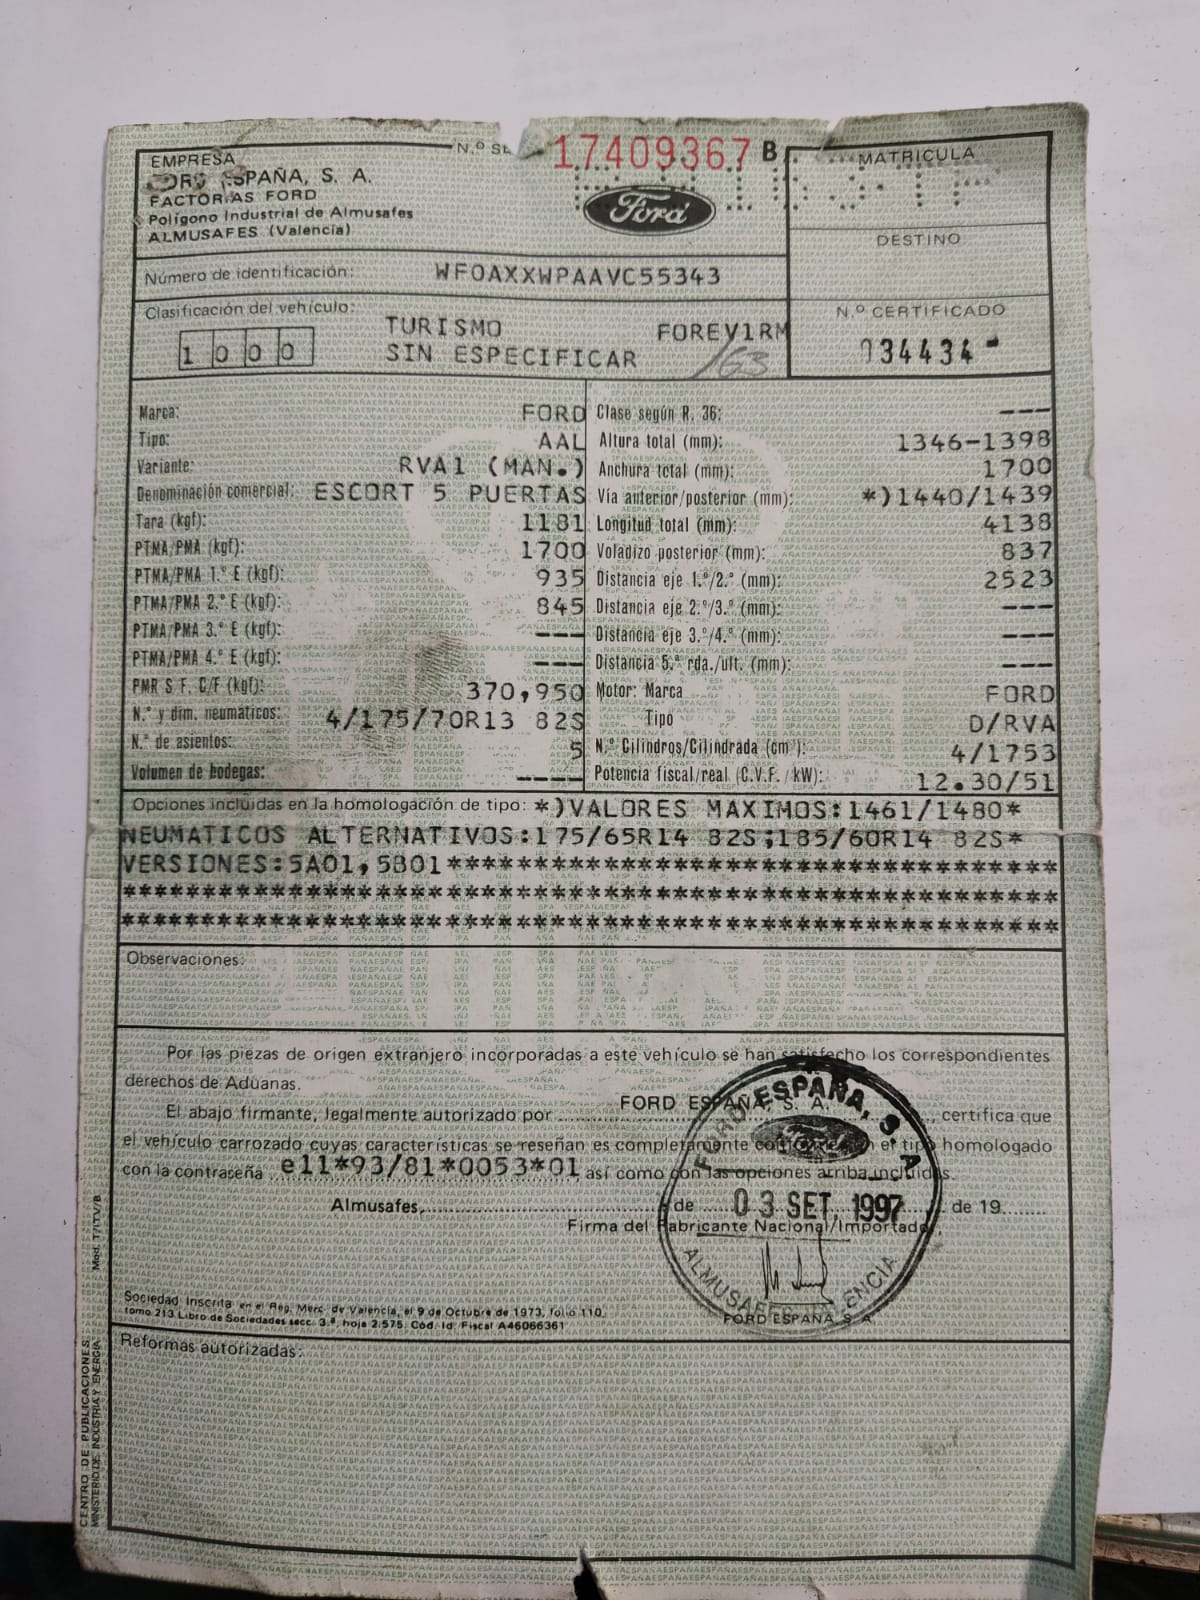 EMPRESA
ESPAÑA, S. A.
FACTORIAS FORD
Polígono Industrial de Almusafes
ALMUSAFES (Valencia)
N.º 17409367 B
Ford
MATRICULA
DESTINO
Número de identificación: WFOAXXWPAAVC55343
Clasificación del vehículo:
1 0 0 0
TURISMO FOREV1RM
SIN ESPECIFICAR /G3
N.º CERTIFICADO
934434-
Marca: FORD
Tipo: AAL
Variante: RVA1 (MAN.)
Denominación comercial: ESCORT 5 PUERTAS
Tara (kgf): 1181
PTMA/PMA (kgf): 1700
PTMA/PMA 1.º E (kgf): 935
PTMA/PMA 2.º E (kgf): 845
PTMA/PMA 3.º E (kgf): ---
PTMA/PMA 4.º E (kgf): ---
PMR S F. C/F (kgf): 370,950
N.º y dim. neumáticos: 4/175/70R13 82S
N.º de asientos: 5
Volumen de bodegas: ----
Clase según R. 36: ---
Altura total (mm): 1346-1398
Anchura total (mm): 1700
Vía anterior/posterior (mm): *)1440/1439
Longitud total (mm): 4138
Voladizo posterior (mm): 837
Distancia eje 1.º/2.º (mm): 2523
Distancia eje 2.º/3.º (mm): ---
Distancia eje 3.º/4.º (mm): ---
Distancia 5.ª rda./ult. (mm): ---
Motor: Marca FORD
Tipo D/RVA
N.º Cilindros/Cilindrada (cm³): 4/1753
Potencia fiscal/real (C.V.F. / kW): 12.30/51
Opciones incluidas en la homologación de tipo: *)VALORES MAXIMOS:1461/1480*
NEUMATICOS ALTERNATIVOS:175/65R14 82S;185/60R14 82S*
VERSIONES:5A01,5B01******************************************
Observaciones:
Por las piezas de origen extranjero incorporadas a este vehículo se han satisfecho los correspondientes
derechos de Aduanas.
El abajo firmante, legalmente autorizado por FORD ESPAÑA, S. A. certifica que
el vehículo carrozado cuyas características se reseñan es completamente el tipo homologado
con la contraseña e11*93/81*0053*01 así como con las opciones arriba incluidas.
Almusafes, de 03 SET. 1997 de 19
Firma del Fabricante Nacional/Importador
FORD ESPAÑA, S A
ALMUSAFES VALENCIA
FORD ESPAÑA S A
Sociedad Inscrita en el Reg. Merc. de Valencia, el 9 de Octubre de 1973, folio 110,
tomo 213 Libro de Sociedades secc. 3.ª, hoja 2.575. Cód. Id. Fiscal A46066361
Reformas autorizadas:
Mod. T/ITV/B
CENTRO DE PUBLICACIONES
MINISTERIO DE INDUSTRIA Y ENERGIA